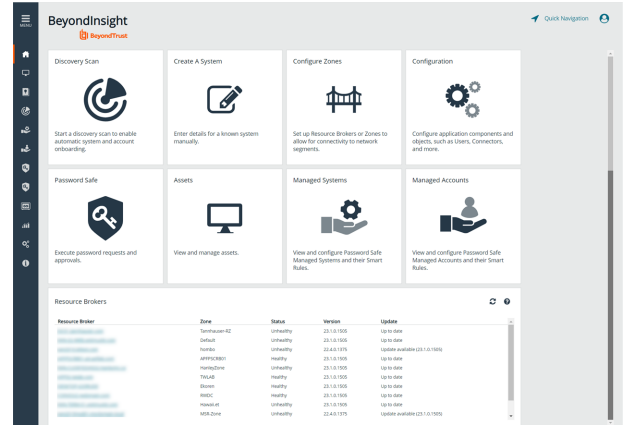 MENU
BeyondInsight
BeyondTrust
Quick Navigation
Discovery Scan
Start a discovery scan to enable
automatic system and account
onboarding.
Create A System
Enter details for a known system
manually.
Configure Zones
Set up Resource Brokers or Zones to
allow for connectivity to network
segments.
Configuration
Configure application components and
objects, such as Users, Connectors,
and more.
Password Safe
Execute password requests and
approvals.
Assets
View and manage assets.
Managed Systems
View and configure Password Safe
Managed Systems and their Smart
Rules.
Managed Accounts
View and configure Password Safe
Managed Accounts and their Smart
Rules.
Resource Brokers
Resource Broker Zone Status Version Update
Tannhauser-RZ Unhealthy 23.1.0.1505 Up to date
Default Unhealthy 23.1.0.1505 Up to date
hombo Unhealthy 22.4.0.1375 Update available (23.1.0.1505)
APPPSCRB01 Healthy 23.1.0.1505 Up to date
HanleyZone Unhealthy 23.1.0.1505 Up to date
TWLAB Healthy 23.1.0.1505 Up to date
Healthy 23.1.0.1505 Up to date
RMDC Healthy 23.1.0.1505 Up to date
Unhealthy 23.1.0.1505 Up to date
MSR-Zone Unhealthy 22.4.0.1375 Update available (23.1.0.1505)